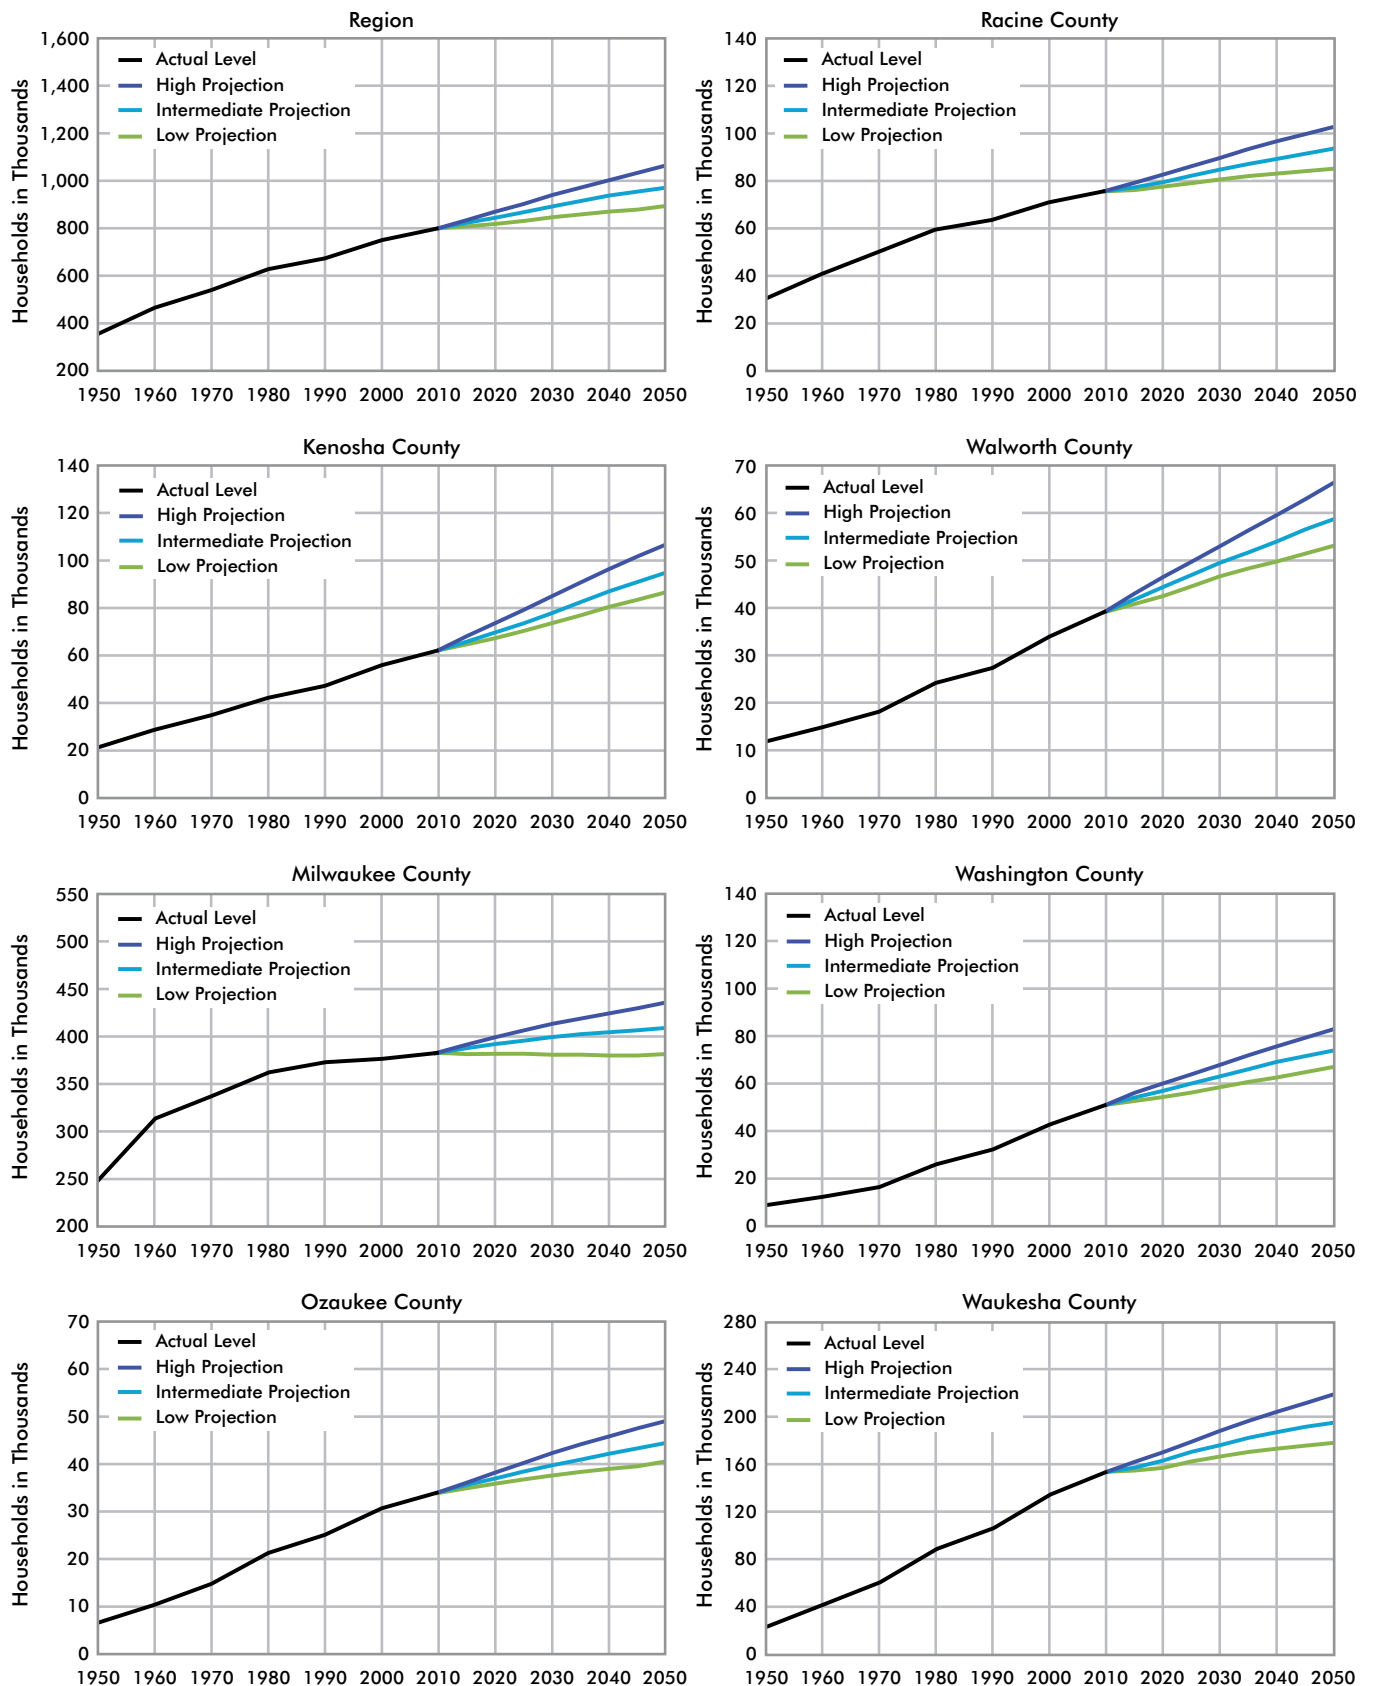 Region
Households in Thousands
1,600
1,400
1,200
1,000
800
600
400
200
Actual Level
High Projection
Intermediate Projection
Low Projection
1950 1960 1970 1980 1990 2000 2010 2020 2030 2040 2050
Racine County
Households in Thousands
140
120
100
80
60
40
20
0
Actual Level
High Projection
Intermediate Projection
Low Projection
1950 1960 1970 1980 1990 2000 2010 2020 2030 2040 2050
Kenosha County
Households in Thousands
140
120
100
80
60
40
20
0
Actual Level
High Projection
Intermediate Projection
Low Projection
1950 1960 1970 1980 1990 2000 2010 2020 2030 2040 2050
Walworth County
Households in Thousands
70
60
50
40
30
20
10
0
Actual Level
High Projection
Intermediate Projection
Low Projection
1950 1960 1970 1980 1990 2000 2010 2020 2030 2040 2050
Milwaukee County
Households in Thousands
550
500
450
400
350
300
250
200
Actual Level
High Projection
Intermediate Projection
Low Projection
1950 1960 1970 1980 1990 2000 2010 2020 2030 2040 2050
Washington County
Households in Thousands
140
120
100
80
60
40
20
0
Actual Level
High Projection
Intermediate Projection
Low Projection
1950 1960 1970 1980 1990 2000 2010 2020 2030 2040 2050
Ozaukee County
Households in Thousands
70
60
50
40
30
20
10
0
Actual Level
High Projection
Intermediate Projection
Low Projection
1950 1960 1970 1980 1990 2000 2010 2020 2030 2040 2050
Waukesha County
Households in Thousands
280
240
200
160
120
80
40
0
Actual Level
High Projection
Intermediate Projection
Low Projection
1950 1960 1970 1980 1990 2000 2010 2020 2030 2040 2050